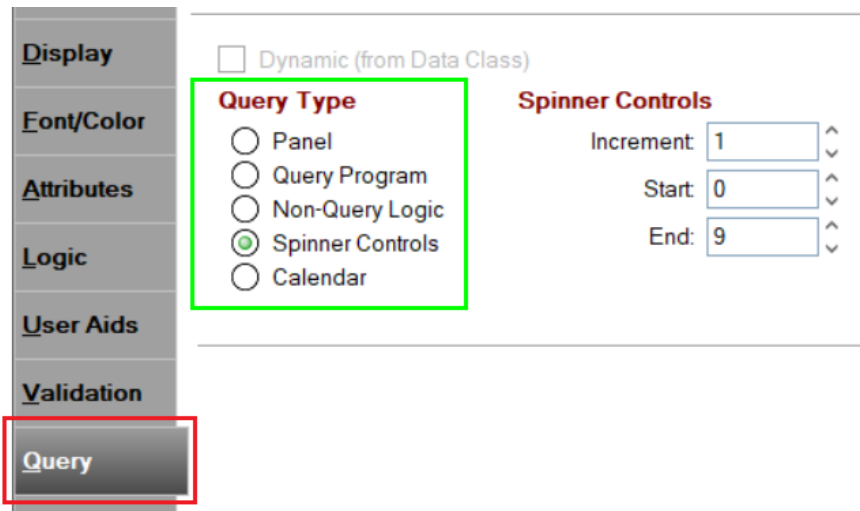 Display
Font/Color
Attributes
Logic
User Aids
Validation
Query
Dynamic (from Data Class)
Query Type
Panel
Query Program
Non-Query Logic
Spinner Controls
Calendar
Spinner Controls
Increment: 1
Start: 0
End: 9